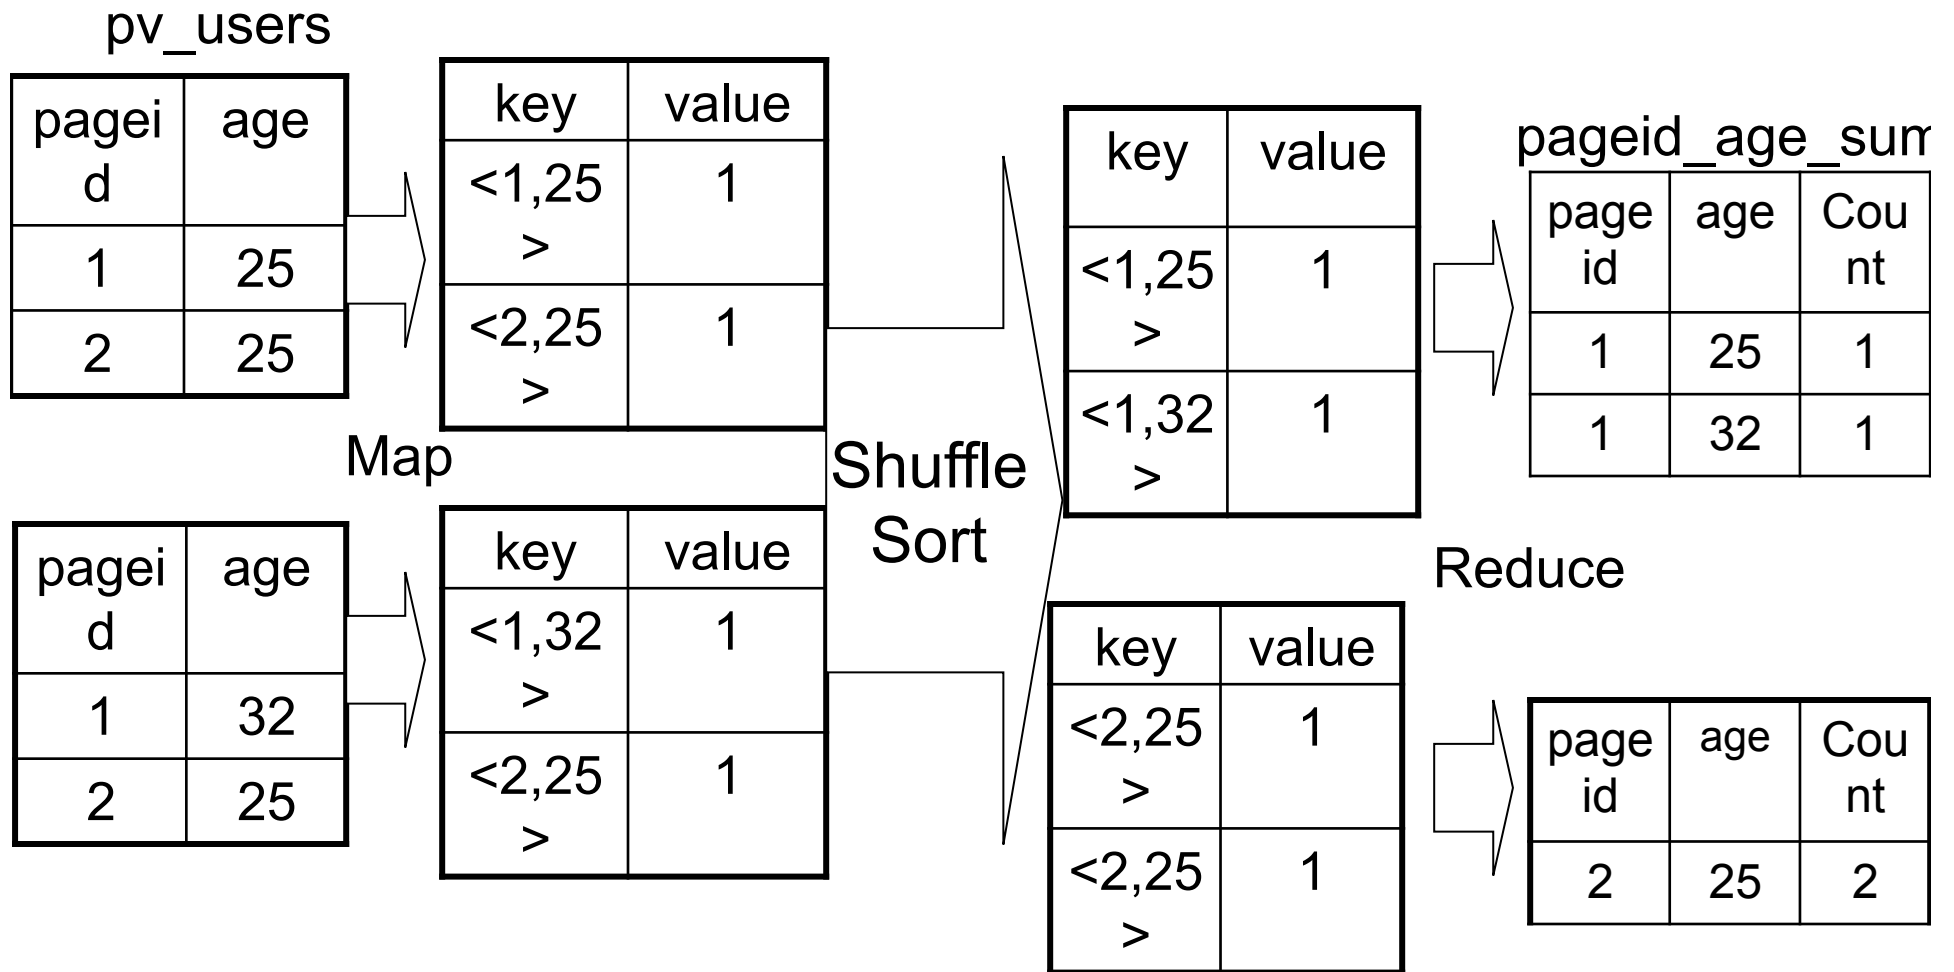 pv_users
pagei age
d
1 25
2 25
key value
<1,25 1
>
<2,25 1
>
Map
pagei age
d
1 32
2 25
key value
<1,32 1
>
<2,25 1
>
Shuffle
Sort
key value
<1,25 1
>
<1,32 1
>
key value
<2,25 1
>
<2,25 1
>
Reduce
pageid_age_sum
page age Cou
id nt
1 25 1
1 32 1
page age Cou
id nt
2 25 2